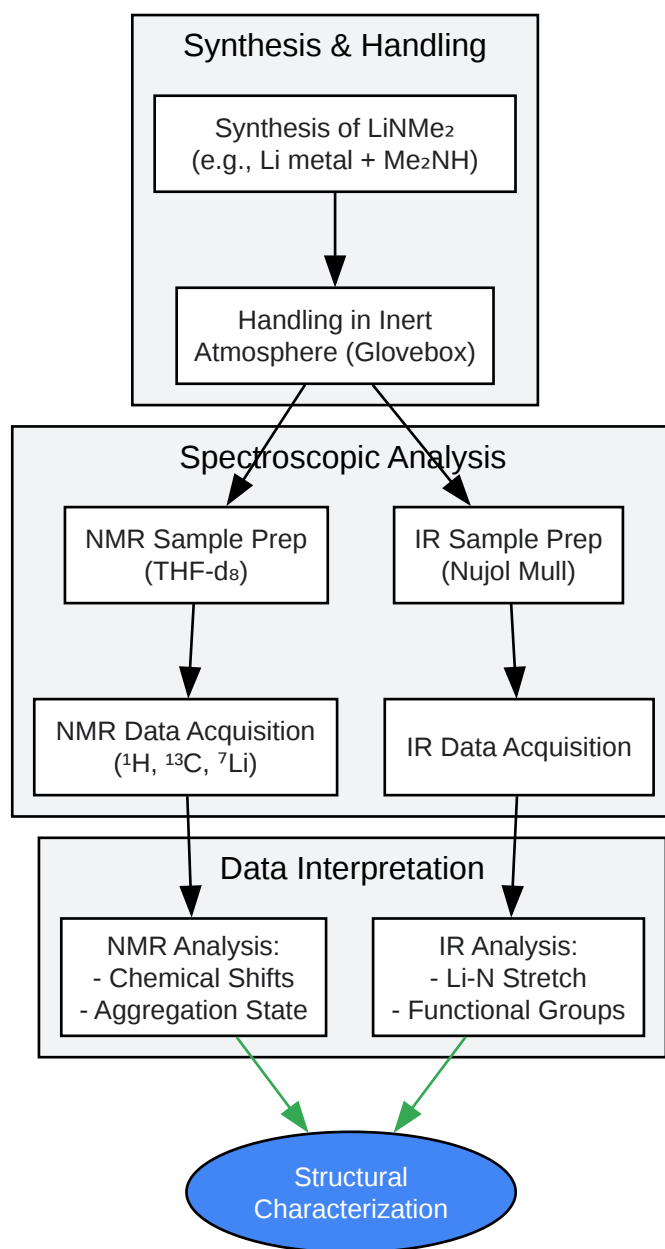 Synthesis & Handling
Synthesis of LiNMe₂
(e.g., Li metal + Me₂NH)
Handling in Inert
Atmosphere (Glovebox)
Spectroscopic Analysis
NMR Sample Prep
(THF-d₈)
IR Sample Prep
(Nujol Mull)
NMR Data Acquisition
(¹H, ¹³C, ⁷Li)
IR Data Acquisition
Data Interpretation
NMR Analysis:
- Chemical Shifts
- Aggregation State
IR Analysis:
- Li-N Stretch
- Functional Groups
Structural
Characterization